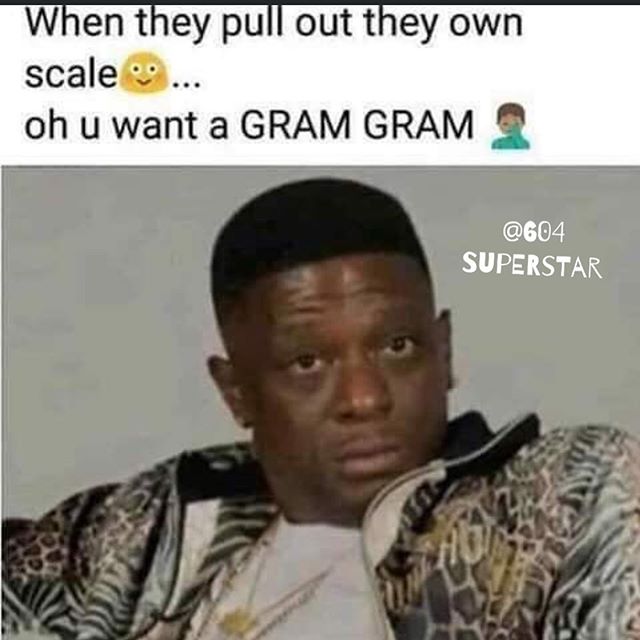 When they pull out they own
scale🙂...
oh u want a GRAM GRAM 🤦🏾‍♂️
@604
SUPERSTAR